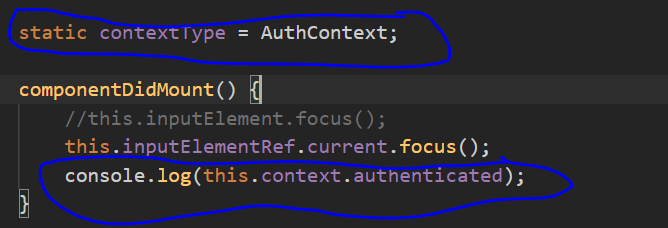 static contextType = AuthContext;
componentDidMount() {
//this.inputElement.focus();
this.inputElementRef.current.focus();
console.log(this.context.authenticated);
}